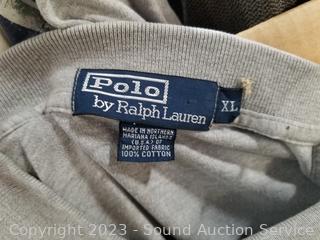 Polo
by Ralph Lauren
XL
MADE IN NORTHERN
MARIANA ISLANDS
(U.S.A.) OF
IMPORTED FABRIC
100% COTTON
Copyright 2023 - Sound Auction Service